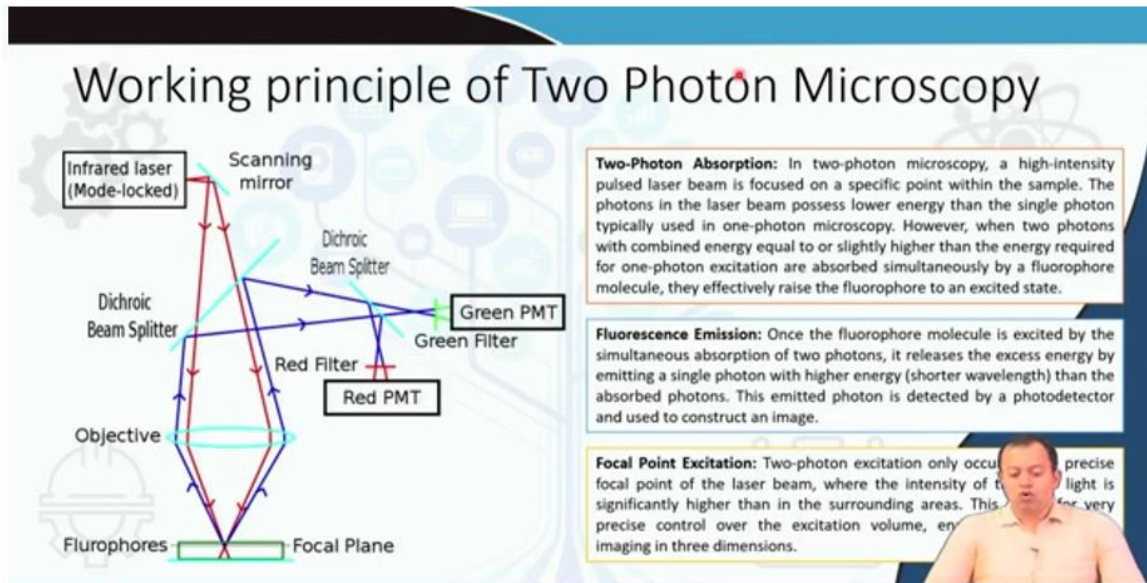 Working principle of Two Photon Microscopy
Infrared laser
(Mode-locked)
Scanning
mirror
Dichroic
Beam Splitter
Dichroic
Beam Splitter
Green PMT
Green Filter
Red Filter
Red PMT
Objective
Flurophores
Focal Plane
Two-Photon Absorption: In two-photon microscopy, a high-intensity
pulsed laser beam is focused on a specific point within the sample. The
photons in the laser beam possess lower energy than the single photon
typically used in one-photon microscopy. However, when two photons
with combined energy equal to or slightly higher than the energy required
for one-photon excitation are absorbed simultaneously by a fluorophore
molecule, they effectively raise the fluorophore to an excited state.
Fluorescence Emission: Once the fluorophore molecule is excited by the
simultaneous absorption of two photons, it releases the excess energy by
emitting a single photon with higher energy (shorter wavelength) than the
absorbed photons. This emitted photon is detected by a photodetector
and used to construct an image.
Focal Point Excitation: Two-photon excitation only precise
focal point of the laser beam, where the intensity of light is
significantly higher than in the surrounding areas. This for very
precise control over the excitation volume,
imaging in three dimensions.